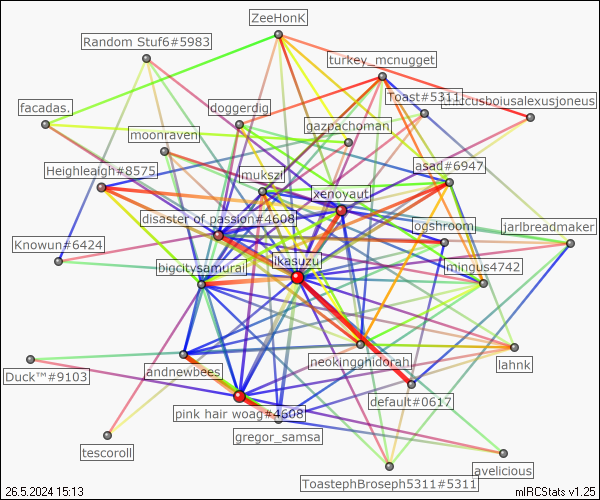 ZeeHonK
Random Stuf6#5983
turkey_mcnugget
Toast#5311
facadas.
doggerdig
gazpachoman
moonraven
asad#6947
Heighleaigh#8575
mukszi
xenoyaut
disaster of passion#4608
ogshroom
jarlbreadmaker
Knowun#6424
bigcitysamurai
ikasuzu
mingus4742
neokingghidorah
lahnk
Duck™#9103
andnewbees
default#0617
pink hair woag#4608
gregor_samsa
tescoroll
avelicious
ToastephBroseph5311#5311
26.5.2024 15:13
mIRCStats v1.25